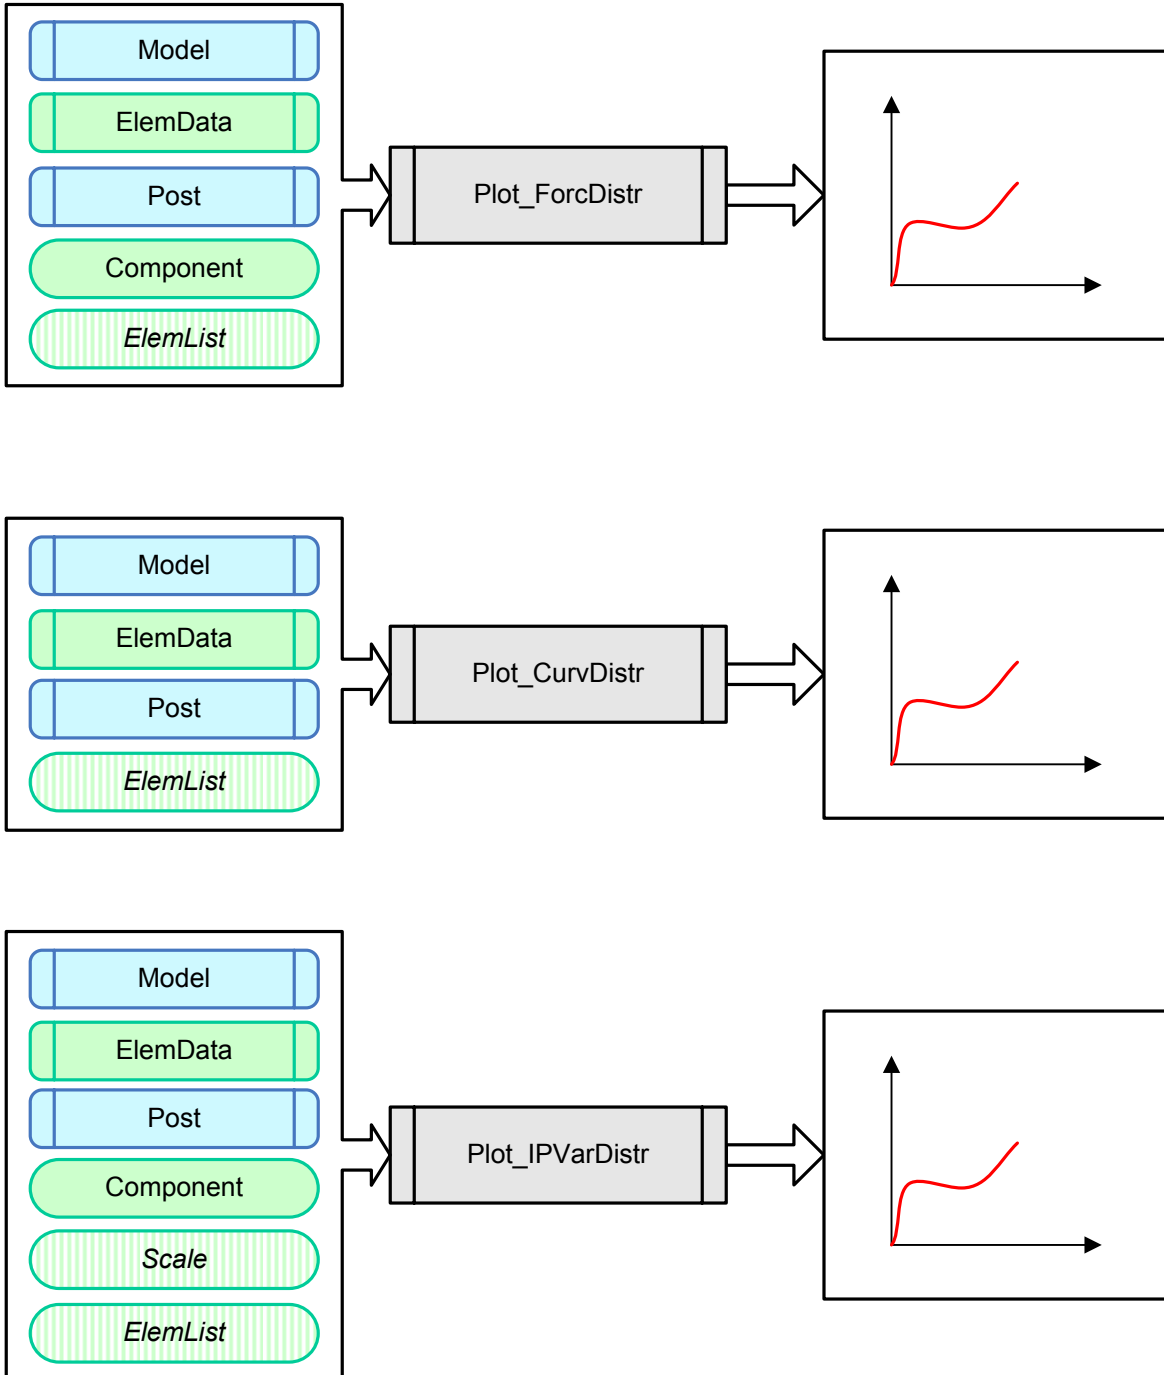 Model
ElemData
Post
Component
ElemList
Plot_ForcDistr
Model
ElemData
Post
ElemList
Plot_CurvDistr
Model
ElemData
Post
Component
Scale
ElemList
Plot_IPVarDistr